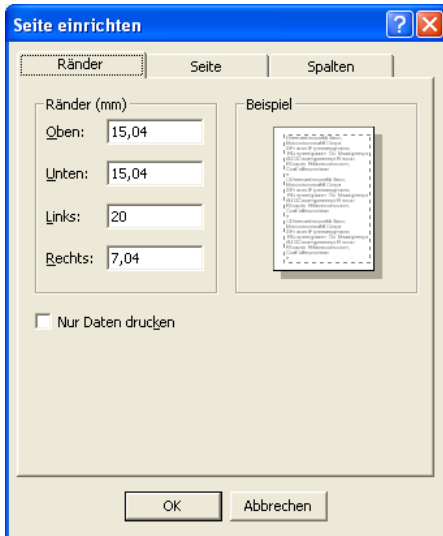 Seite einrichten
Ränder Seite Spalten
Ränder (mm)
Oben: 15,04
Unten: 15,04
Links: 20
Rechts: 7,04
Beispiel
Nur Daten drucken
OK Abbrechen